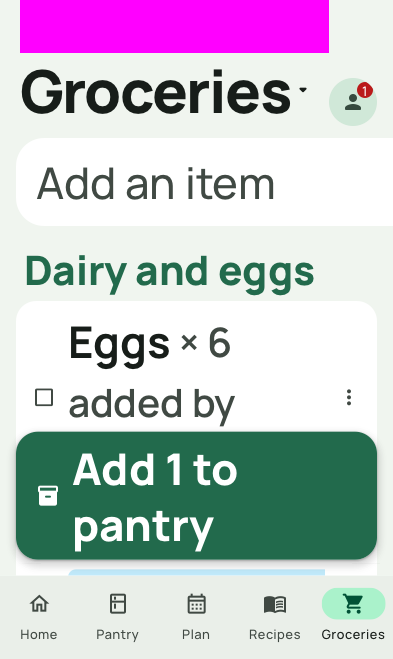 Groceries
1
Add an item
Dairy and eggs
Eggs × 6
added by
Add 1 to
pantry
Home
Pantry
Plan
Recipes
Groceries